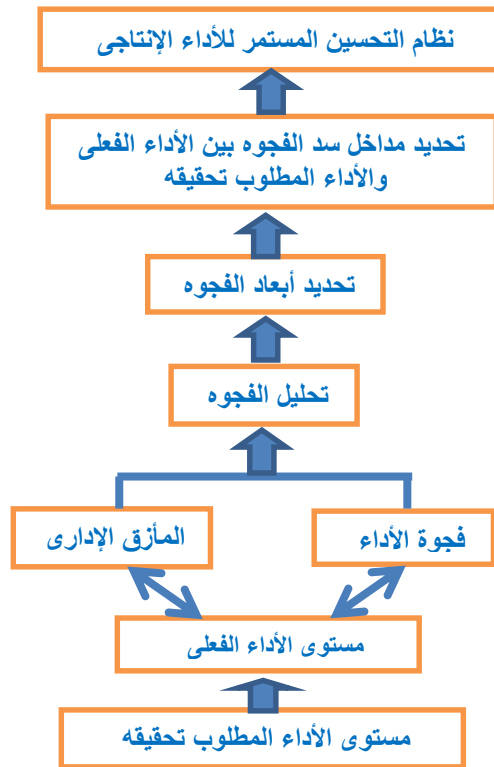 نظام التحسين المستمر للأداء الإنتاجى
تحديد مداخل سد الفجوه بين الأداء الفعلى
والأداء المطلوب تحقيقه
تحديد أبعاد الفجوه
تحليل الفجوه
فجوة الأداء
المأزق الإدارى
مستوى الأداء الفعلى
مستوى الأداء المطلوب تحقيقه